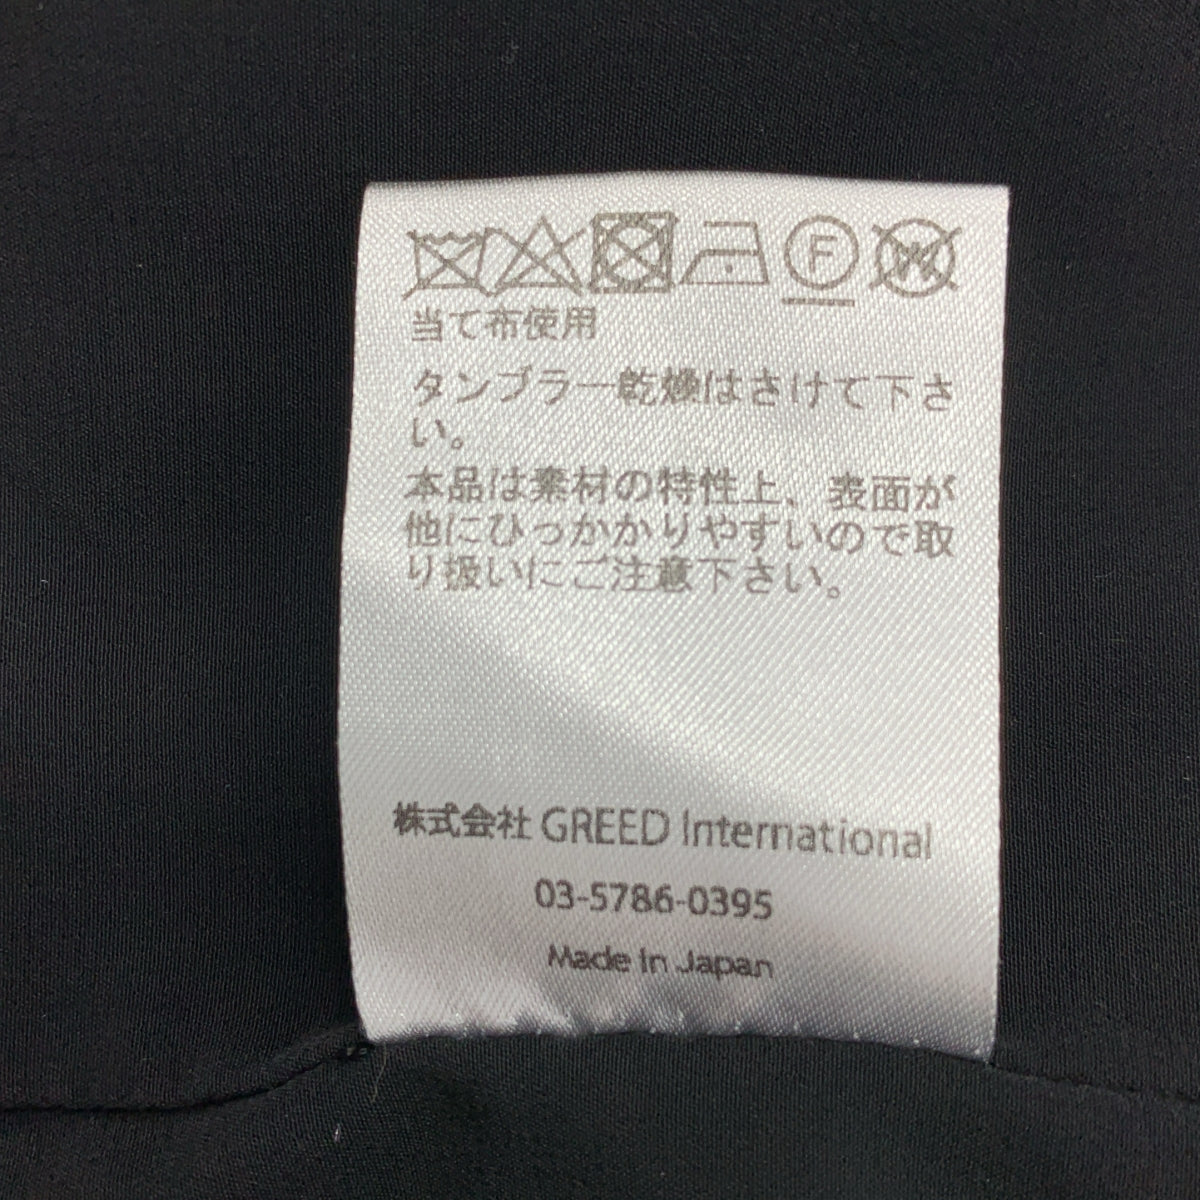 F W
当て布使用
タンブラー乾燥はさけて下さ
い。
本品は素材の特性上、表面が
他にひっかかりやすいので取
り扱いにご注意下さい。
株式会社 GREED International
03-5786-0395
Made in Japan